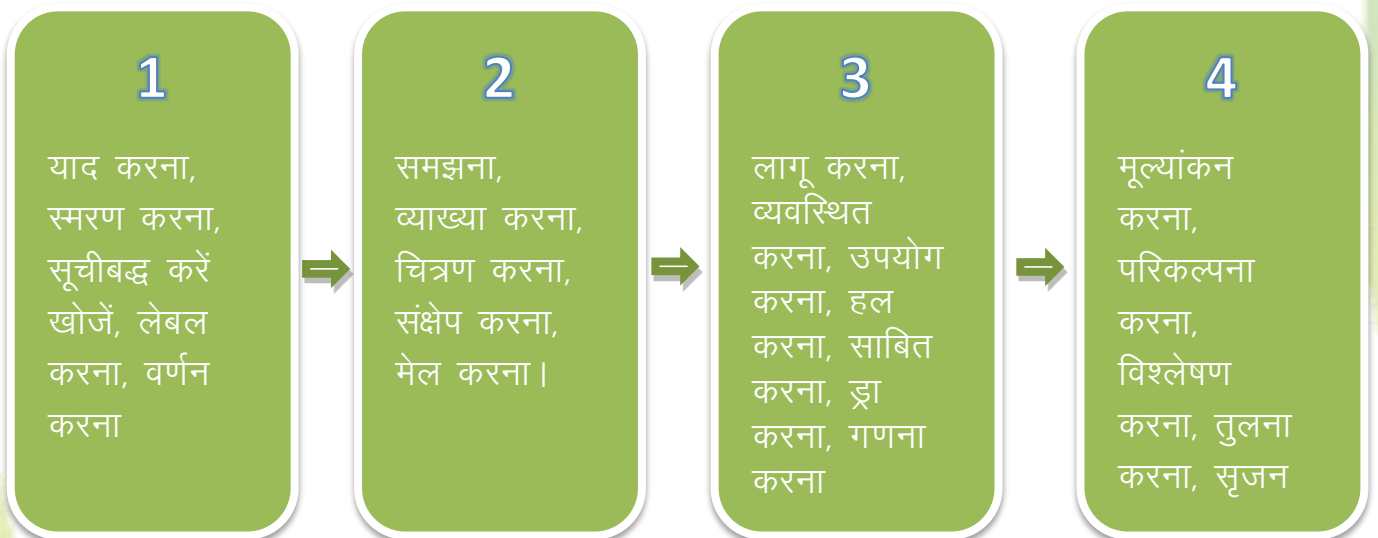 1
याद करना,
स्मरण करना,
सूचीबद्ध करें
खोजें, लेबल
करना, वर्णन
करना
2
समझना,
व्याख्या करना,
चित्रण करना,
संक्षेप करना,
मेल करना।
3
लागू करना,
व्यवस्थित
करना, उपयोग
करना, हल
करना, साबित
करना, ड्रा
करना, गणना
करना
4
मूल्यांकन
करना,
परिकल्पना
करना,
विश्लेषण
करना, तुलना
करना, सृजन